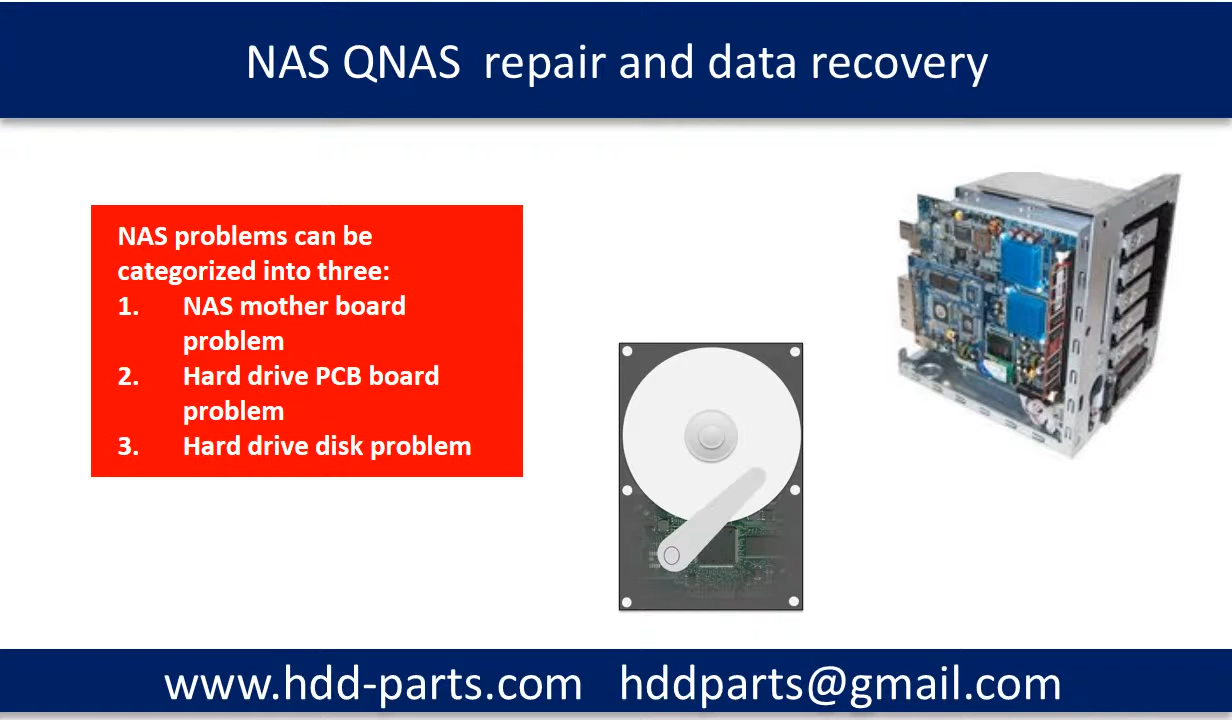 NAS QNAS  repair and data recovery
NAS problems can be
categorized into three:
1. NAS mother board
problem
2. Hard drive PCB board
problem
3. Hard drive disk problem
www.hdd-parts.com   hddparts@gmail.com